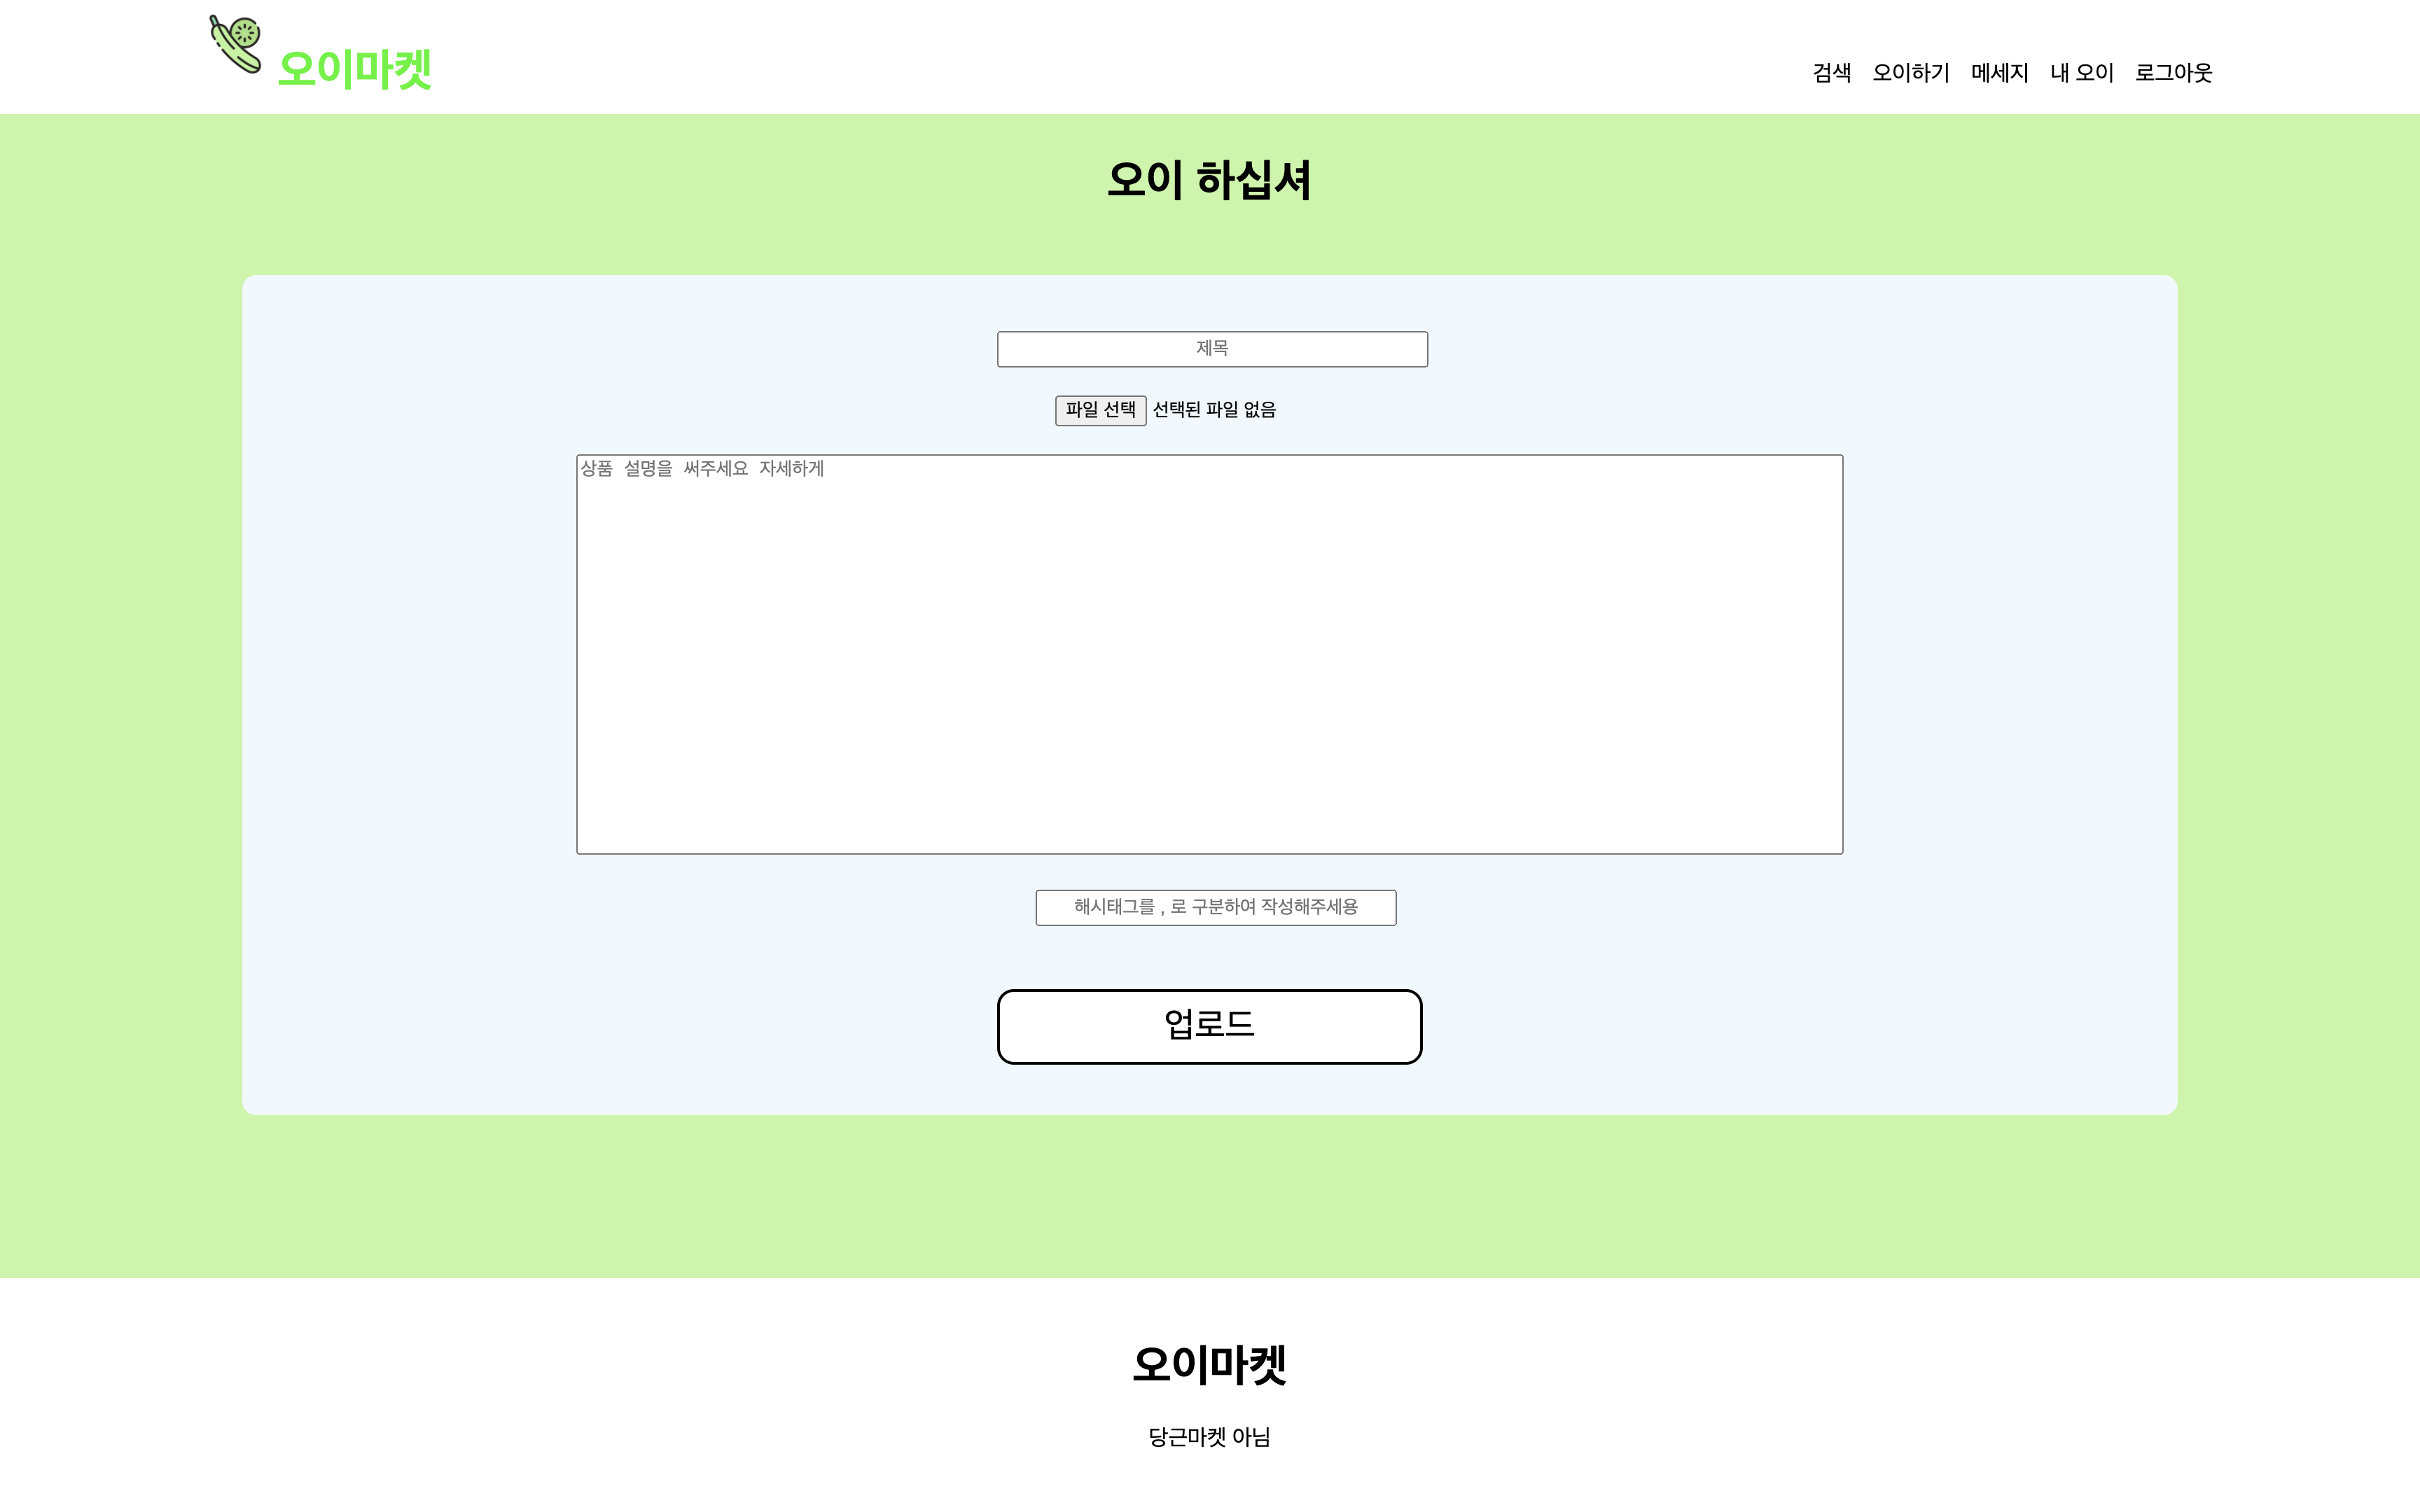 오이마켓
검색 오이하기 메세지 내 오이 로그아웃
오이 하십셔
제목
파일 선택 선택된 파일 없음
상품 설명을 써주세요 자세하게
해시태그를 , 로 구분하여 작성해주세용
업로드
오이마켓
당근마켓 아님